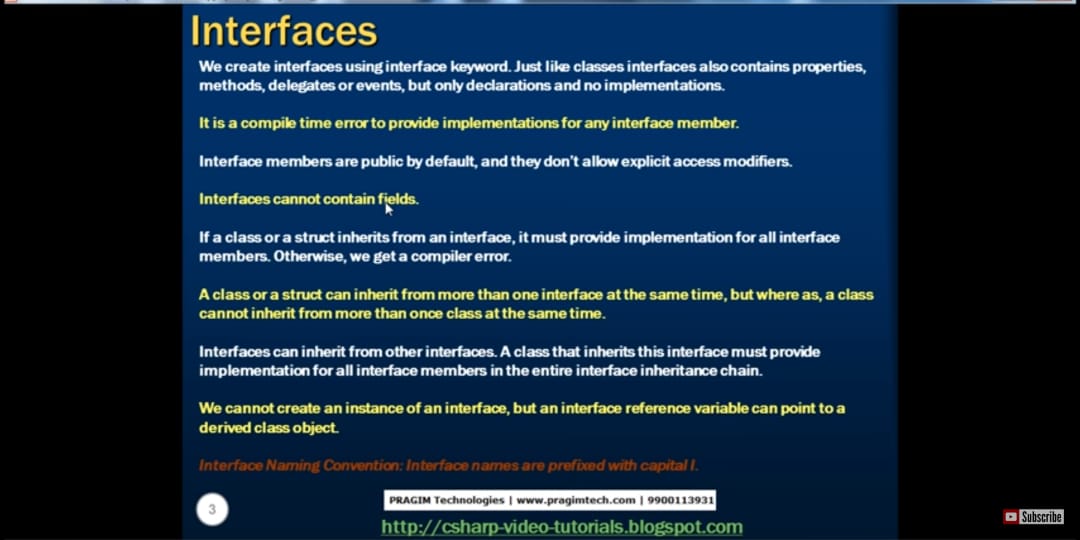 Interfaces
We create interfaces using interface keyword. Just like classes interfaces also contains properties,
methods, delegates or events, but only declarations and no implementations.
It is a compile time error to provide implementations for any interface member.
Interface members are public by default, and they don't allow explicit access modifiers.
Interfaces cannot contain fields.
If a class or a struct inherits from an interface, it must provide implementation for all interface
members. Otherwise, we get a compiler error.
A class or a struct can inherit from more than one interface at the same time, but where as, a class
cannot inherit from more than once class at the same time.
Interfaces can inherit from other interfaces. A class that inherits this interface must provide
implementation for all interface members in the entire interface inheritance chain.
We cannot create an instance of an interface, but an interface reference variable can point to a
derived class object.
Interface Naming Convention: Interface names are prefixed with capital I.
3
PRAGIM Technologies | www.pragimtech.com | 9900113931
http://csharp-video-tutorials.blogspot.com
Subscribe